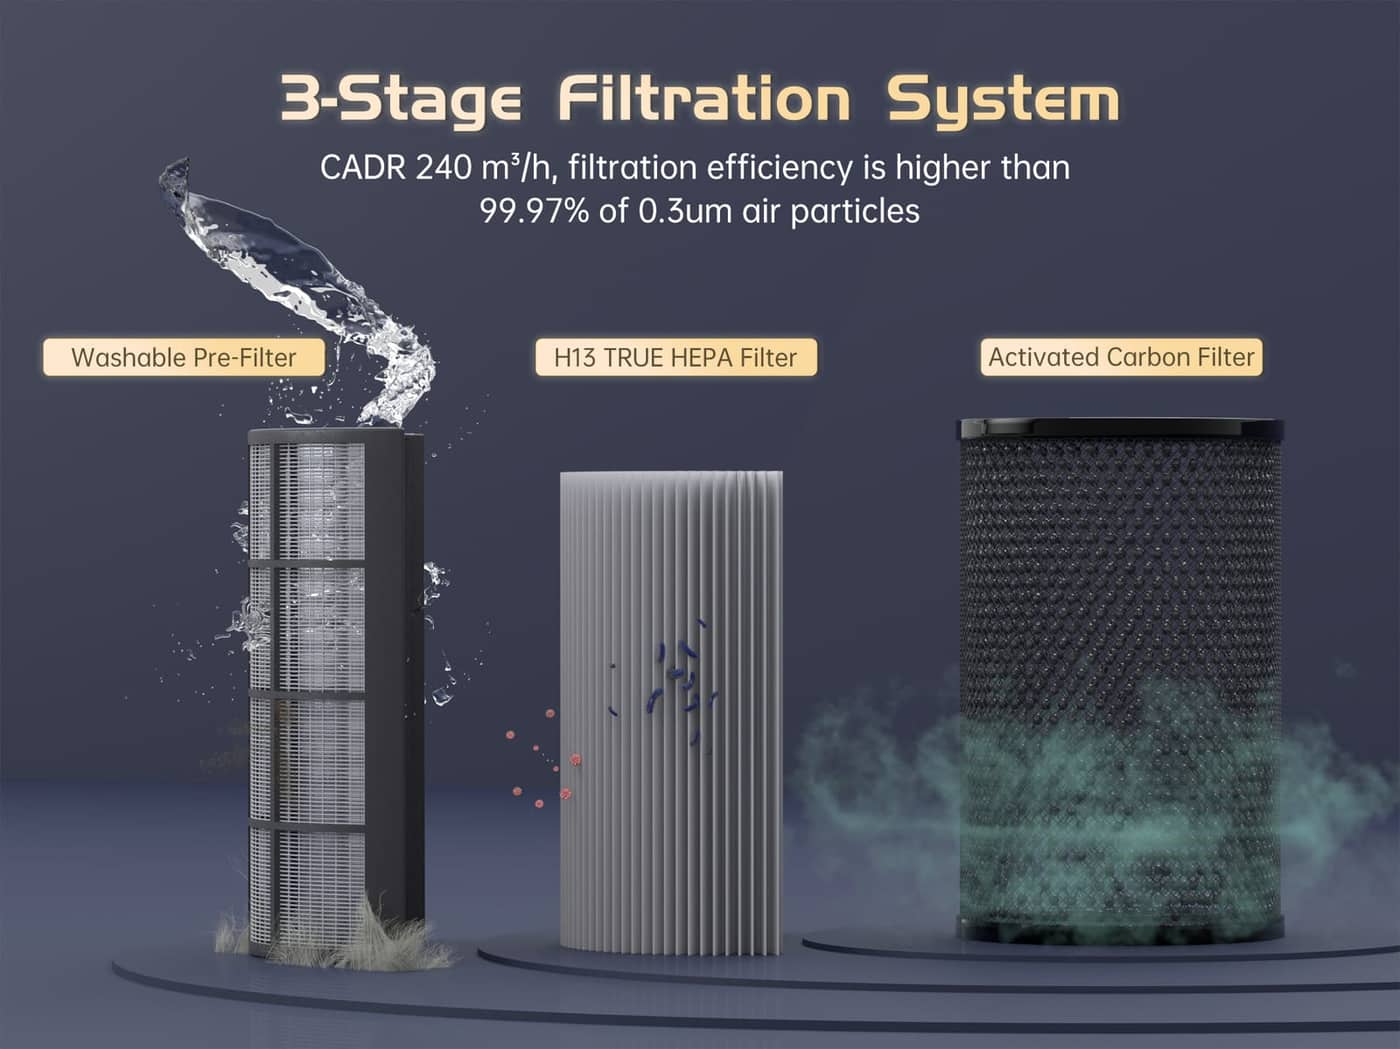 3-Stage Filtration System
CADR 240 m³/h, filtration efficiency is higher than
99.97% of 0.3um air particles
Washable Pre-Filter
H13 TRUE HEPA Filter
Activated Carbon Filter